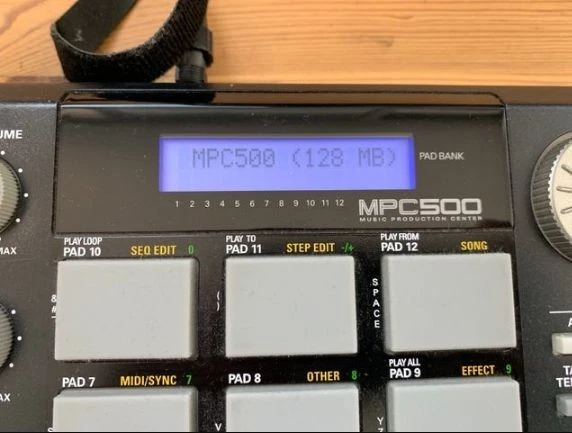 UME
MPC500 (128 MB)
PAD BANK
1 2 3 4 5 6 7 8 9 10 11 12
MPC500
MUSIC PRODUCTION CENTER
MAX
PLAY LOOP
PAD 10 SEQ EDIT 0
PLAY TO
PAD 11 STEP EDIT -/+
PLAY FROM
PAD 12 SONG
&
#
( )
SPACE
PAD 7 MIDI/SYNC 7
PAD 8 OTHER 8
PLAY ALL
PAD 9 EFFECT 9
AX
A
TA
TE
S
V
Y